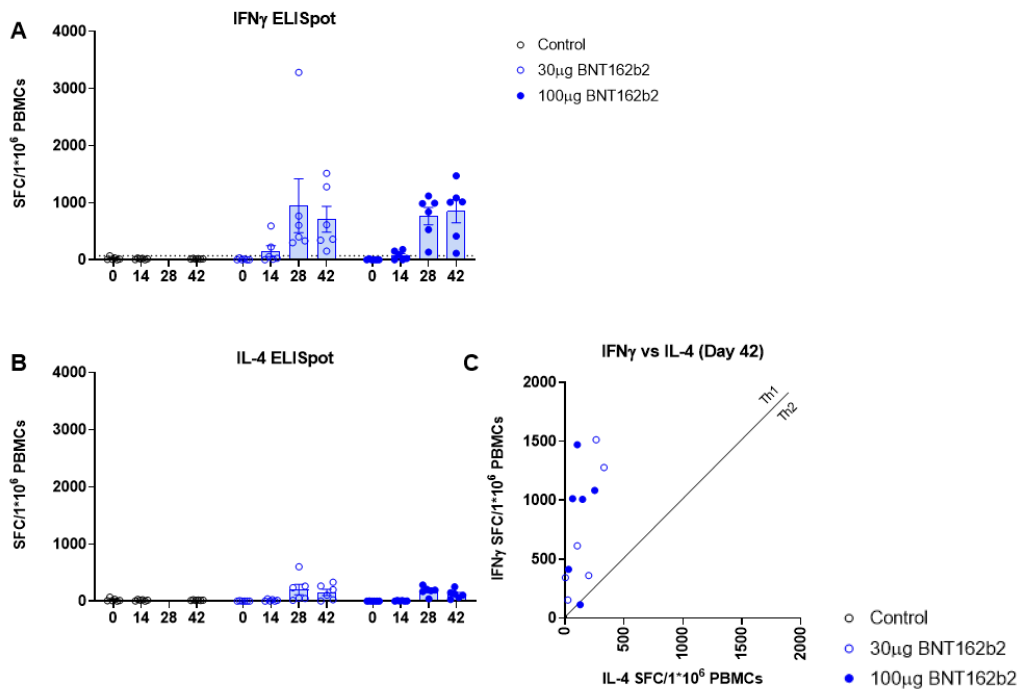 A
IFNγ ELISpot
SFC/1*10⁶ PBMCs
4000
3000
2000
1000
0
0 14 28 42 0 14 28 42 0 14 28 42
Control
30μg BNT162b2
100μg BNT162b2
B
IL-4 ELISpot
SFC/1*10⁶ PBMCs
4000
3000
2000
1000
0
0 14 28 42 0 14 28 42 0 14 28 42
C
IFNγ vs IL-4 (Day 42)
IFNγ SFC/1*10⁶ PBMCs
2000
1500
1000
500
0
Th1
Th2
0 500 1000 1500 2000
IL-4 SFC/1*10⁶ PBMCs
Control
30μg BNT162b2
100μg BNT162b2